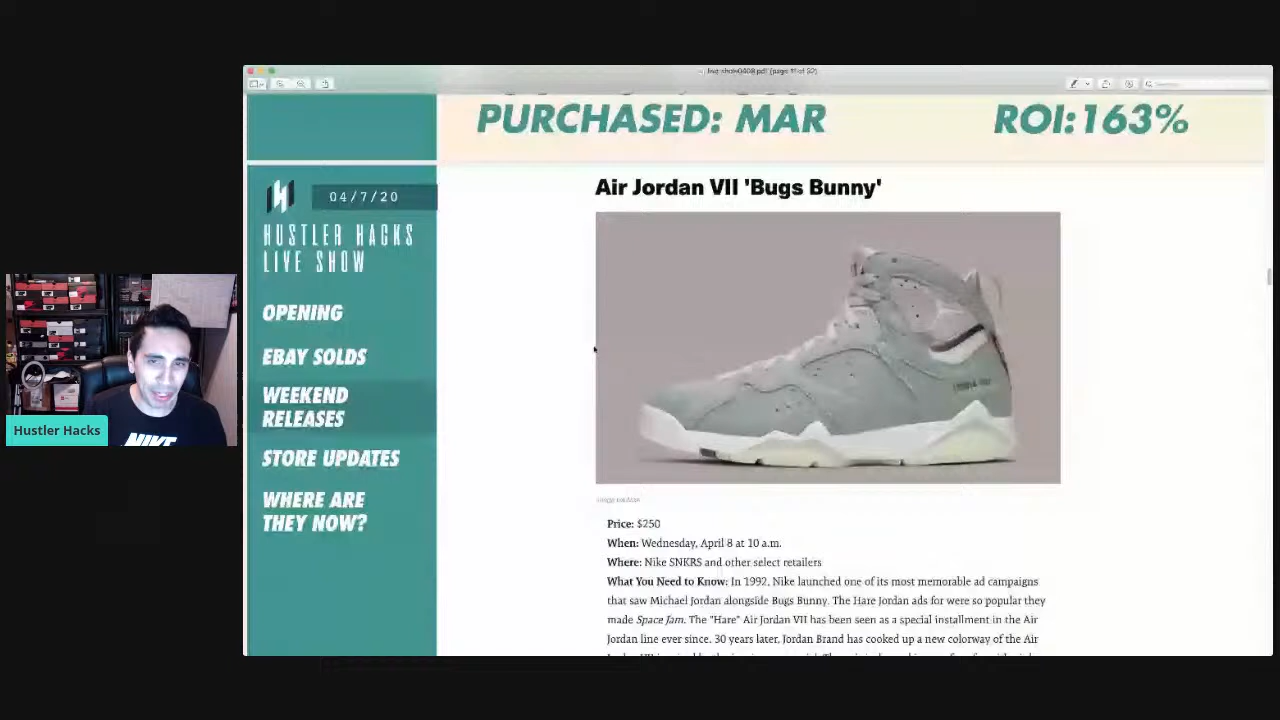 PURCHASED: MAR
ROI: 163%
04/7/20
HUSTLER HACKS
LIVE SHOW
OPENING
EBAY SOLDS
WEEKEND
RELEASES
STORE UPDATES
WHERE ARE
THEY NOW?
Hustler Hacks
NIKE
Air Jordan VII 'Bugs Bunny'
Price: $250
When: Wednesday, April 8 at 10 a.m.
Where: Nike SNKRS and other select retailers
What You Need to Know: In 1992, Nike launched one of its most memorable ad campaigns
that saw Michael Jordan alongside Bugs Bunny. The Hare Jordan ads for were so popular they
made Space Jam. The "Hare" Air Jordan VII has been seen as a special installment in the Air
Jordan line ever since. 30 years later, Jordan Brand has cooked up a new colorway of the Air